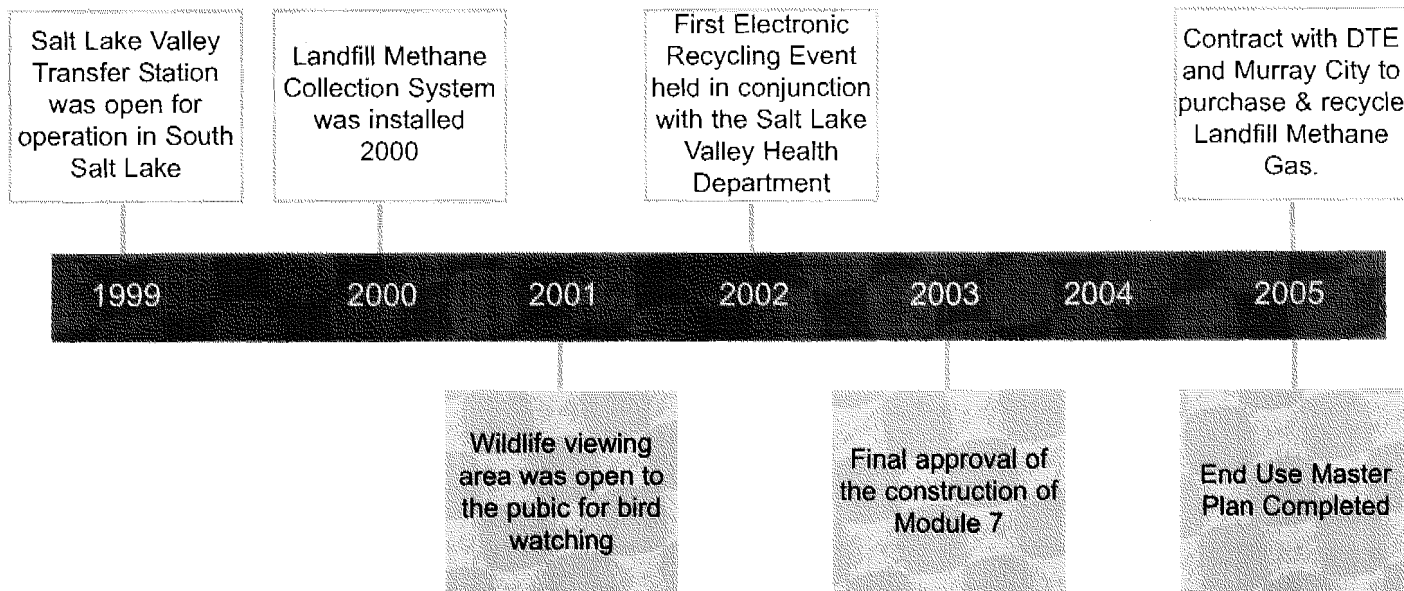 Salt Lake Valley
Transfer Station
was open for
operation in South
Salt Lake
Landfill Methane
Collection System
was installed
2000
First Electronic
Recycling Event
held in conjunction
with the Salt Lake
Valley Health
Department
Contract with DTE
and Murray City to
purchase & recycle
Landfill Methane
Gas.
1999 2000 2001 2002 2003 2004 2005
Wildlife viewing
area was open to
the pubic for bird
watching
Final approval of
the construction of
Module 7
End Use Master
Plan Completed